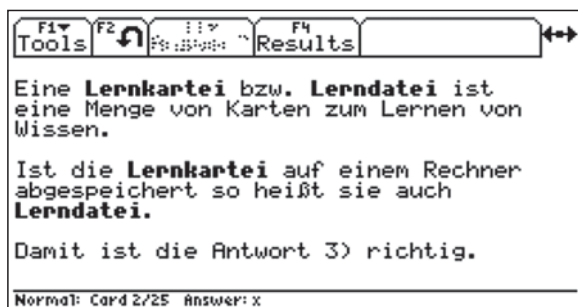 F1 Tools F2 F4 Results
Eine Lernkartei bzw. Lerndatei ist
eine Menge von Karten zum Lernen von
Wissen.
Ist die Lernkartei auf einem Rechner
abgespeichert so heißt sie auch
Lerndatei.
Damit ist die Antwort 3) richtig.
Normal: Card 2/25 Answer: x